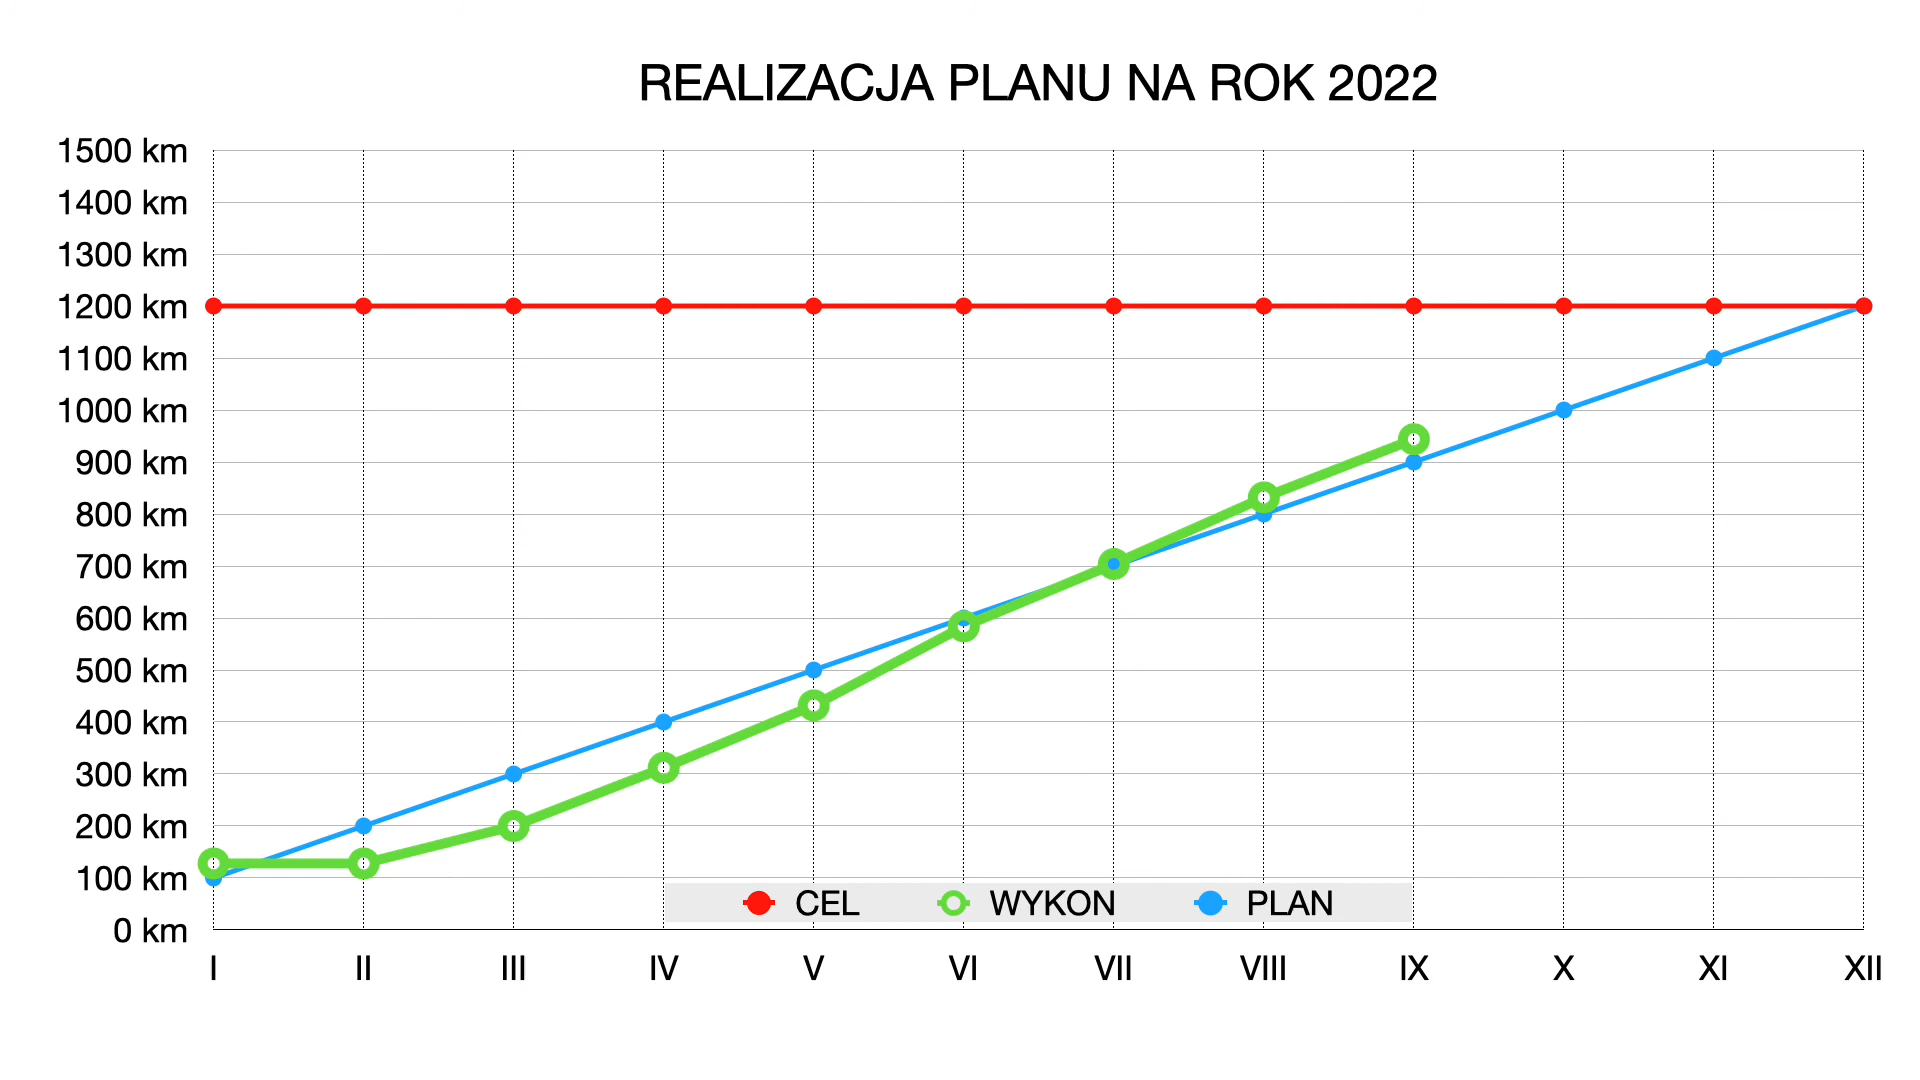 REALIZACJA PLANU NA ROK 2022
1500 km
1400 km
1300 km
1200 km
1100 km
1000 km
900 km
800 km
700 km
600 km
500 km
400 km
300 km
200 km
100 km
0 km
CEL WYKON PLAN
I II III IV V VI VII VIII IX X XI XII